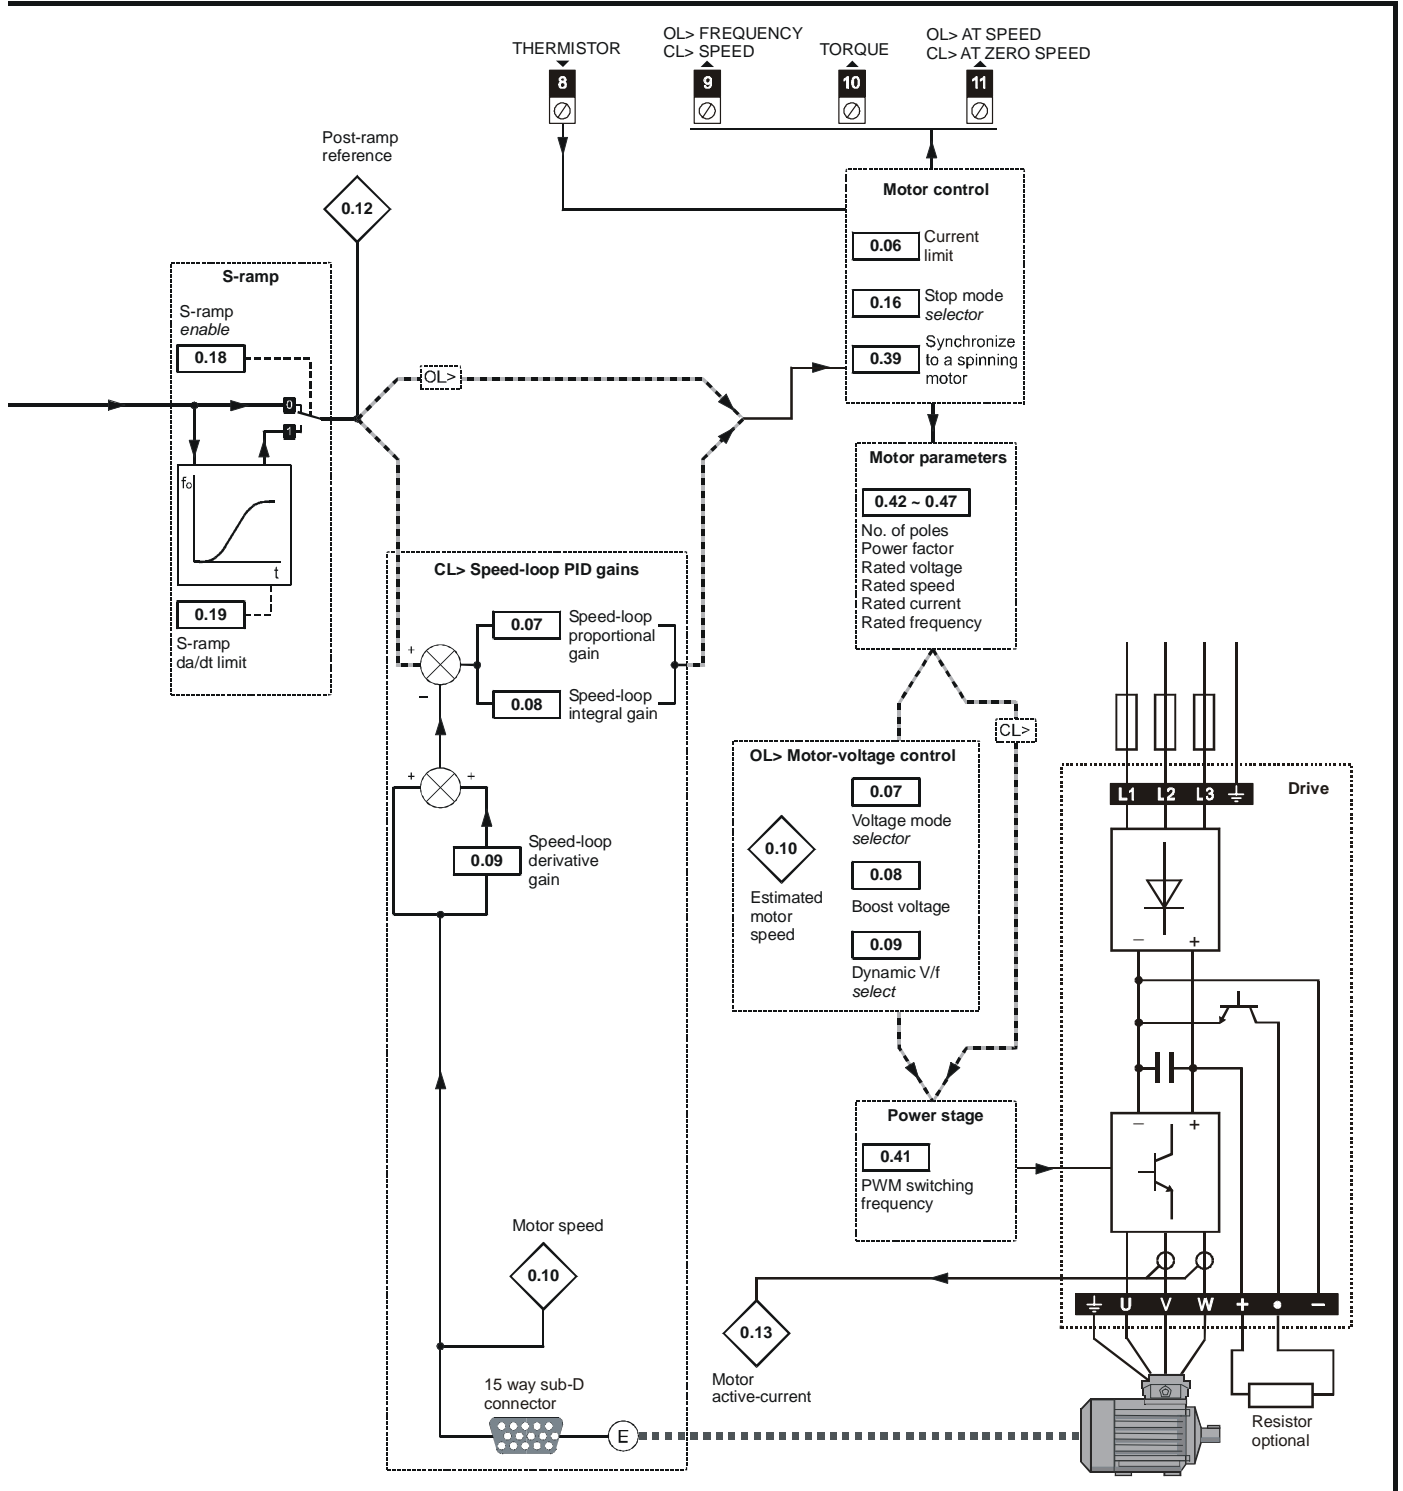 THERMISTOR
8
OL> FREQUENCY
CL> SPEED
9
TORQUE
10
OL> AT SPEED
CL> AT ZERO SPEED
11
Post-ramp
reference
0.12
Motor control
0.06
Current
limit
0.16
Stop mode
selector
0.39
Synchronize
to a spinning
motor
S-ramp
S-ramp
enable
0.18
0
1
fo
t
0.19
S-ramp
da/dt limit
OL>
Motor parameters
0.42 ~ 0.47
No. of poles
Power factor
Rated voltage
Rated speed
Rated current
Rated frequency
CL> Speed-loop PID gains
0.07
Speed-loop
proportional
gain
+
−
0.08
Speed-loop
integral gain
+
+
0.09
Speed-loop
derivative
gain
CL>
OL> Motor-voltage control
0.07
Voltage mode
selector
0.10
Estimated
motor
speed
0.08
Boost voltage
0.09
Dynamic V/f
select
Drive
L1 L2 L3
− +
Power stage
0.41
PWM switching
frequency
− +
Motor speed
0.10
U V W + • −
0.13
Motor
active-current
15 way sub-D
connector
E
Resistor
optional